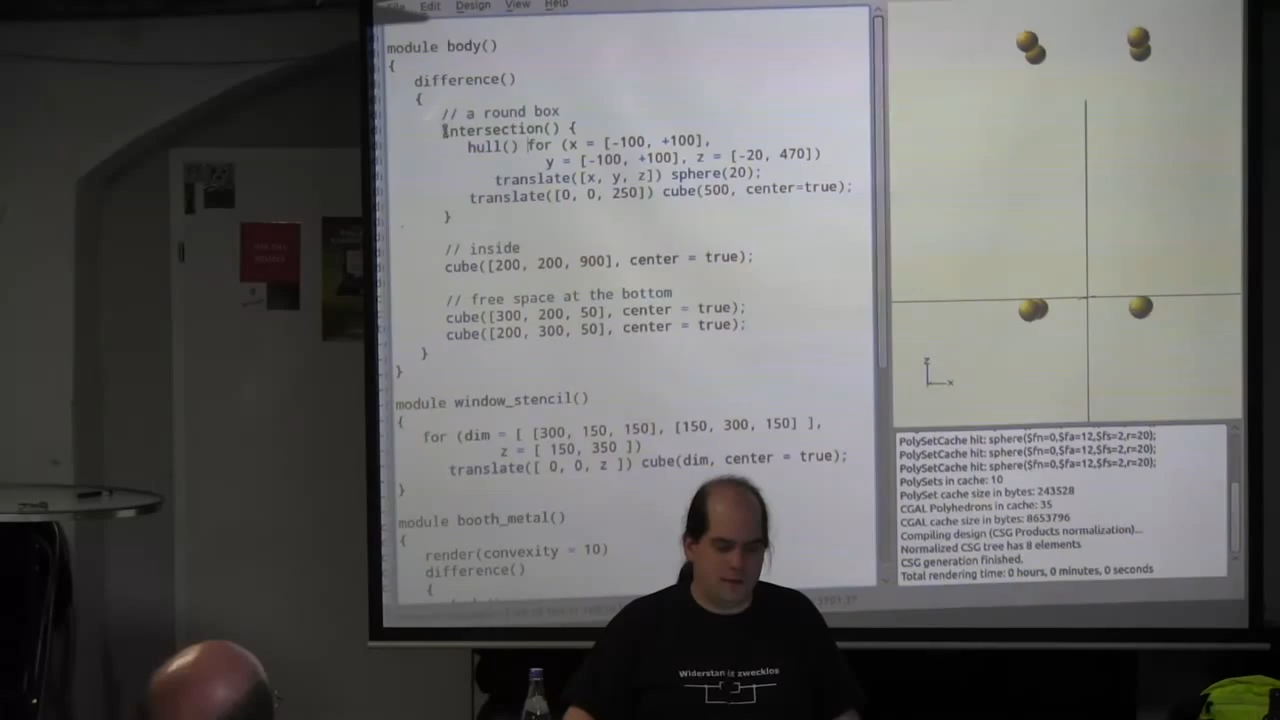 File Edit Design View Help
module body()
{
difference()
{
// a round box
intersection() {
hull() for (x = [-100, +100],
y = [-100, +100], z = [-20, 470])
translate([x, y, z]) sphere(20);
translate([0, 0, 250]) cube(500, center=true);
}
// inside
cube([200, 200, 900], center = true);
// free space at the bottom
cube([300, 200, 50], center = true);
cube([200, 300, 50], center = true);
}
}
module window_stencil()
{
for (dim = [ [300, 150, 150], [150, 300, 150] ],
z = [ 150, 350 ])
translate([ 0, 0, z ]) cube(dim, center = true);
}
module booth_metal()
{
render(convexity = 10)
difference()
{
z
x
PolySetCache hit: sphere($fn=0,$fa=12,$fs=2,r=20);
PolySetCache hit: sphere($fn=0,$fa=12,$fs=2,r=20);
PolySetCache hit: sphere($fn=0,$fa=12,$fs=2,r=20);
PolySets in cache: 10
PolySet cache size in bytes: 243528
CGAL Polyhedrons in cache: 35
CGAL cache size in bytes: 8653796
Compiling design (CSG Products normalization)...
Normalized CSG tree has 8 elements
CSG generation finished.
Total rendering time: 0 hours, 0 minutes, 0 seconds
Widerstan is zwecklos